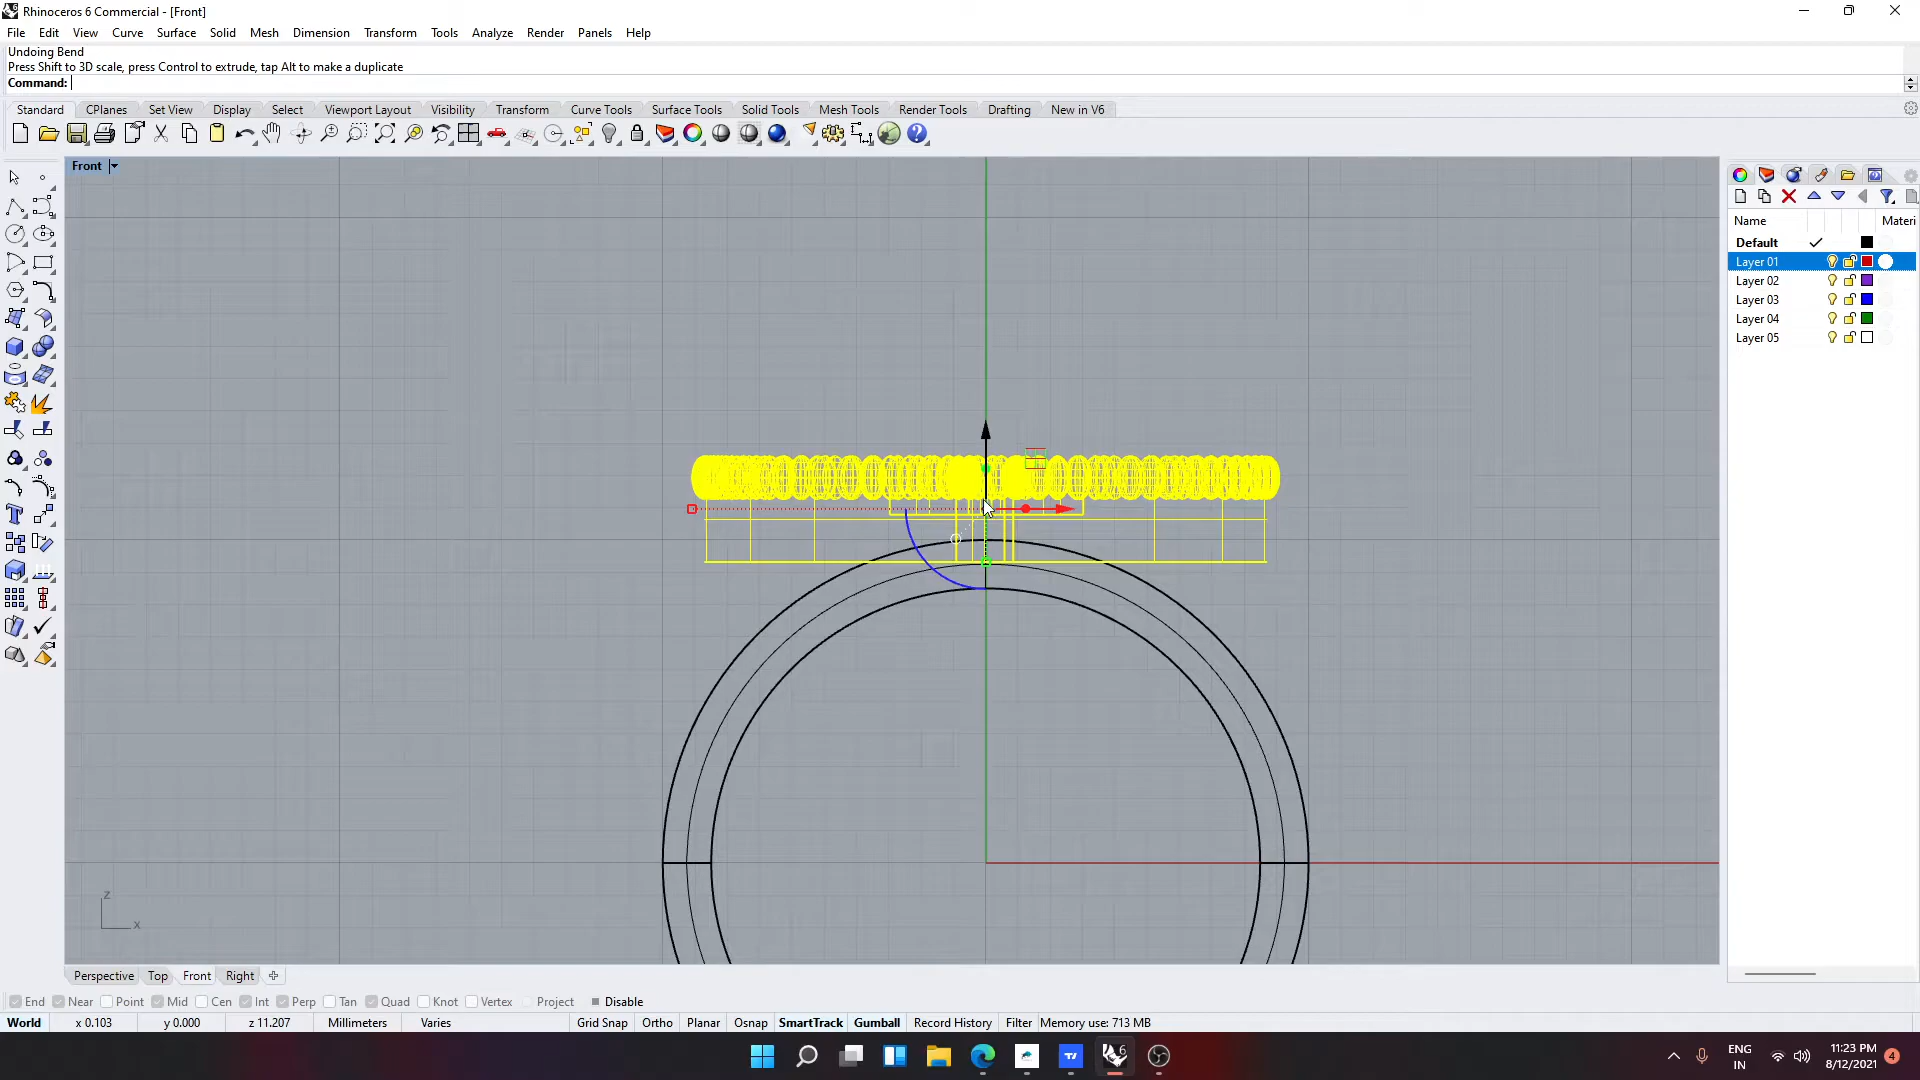 Rhinoceros 6 Commercial - [Front]
File Edit View Curve Surface Solid Mesh Dimension Transform Tools Analyze Render Panels Help
Undoing Bend
Press Shift to 3D scale, press Control to extrude, tap Alt to make a duplicate
Command:
Standard CPlanes Set View Display Select Viewport Layout Visibility Transform Curve Tools Surface Tools Solid Tools Mesh Tools Render Tools Drafting New in V6
Front
Name Materi
Default
Layer 01
Layer 02
Layer 03
Layer 04
Layer 05
z
x
Perspective Top Front Right
End Near Point Mid Cen Int Perp Tan Quad Knot Vertex Project Disable
World x 0.103 y 0.000 z 11.207 Millimeters Varies Grid Snap Ortho Planar Osnap SmartTrack Gumball Record History Filter Memory use: 713 MB
ENG
IN
11:23 PM
8/12/2021
4